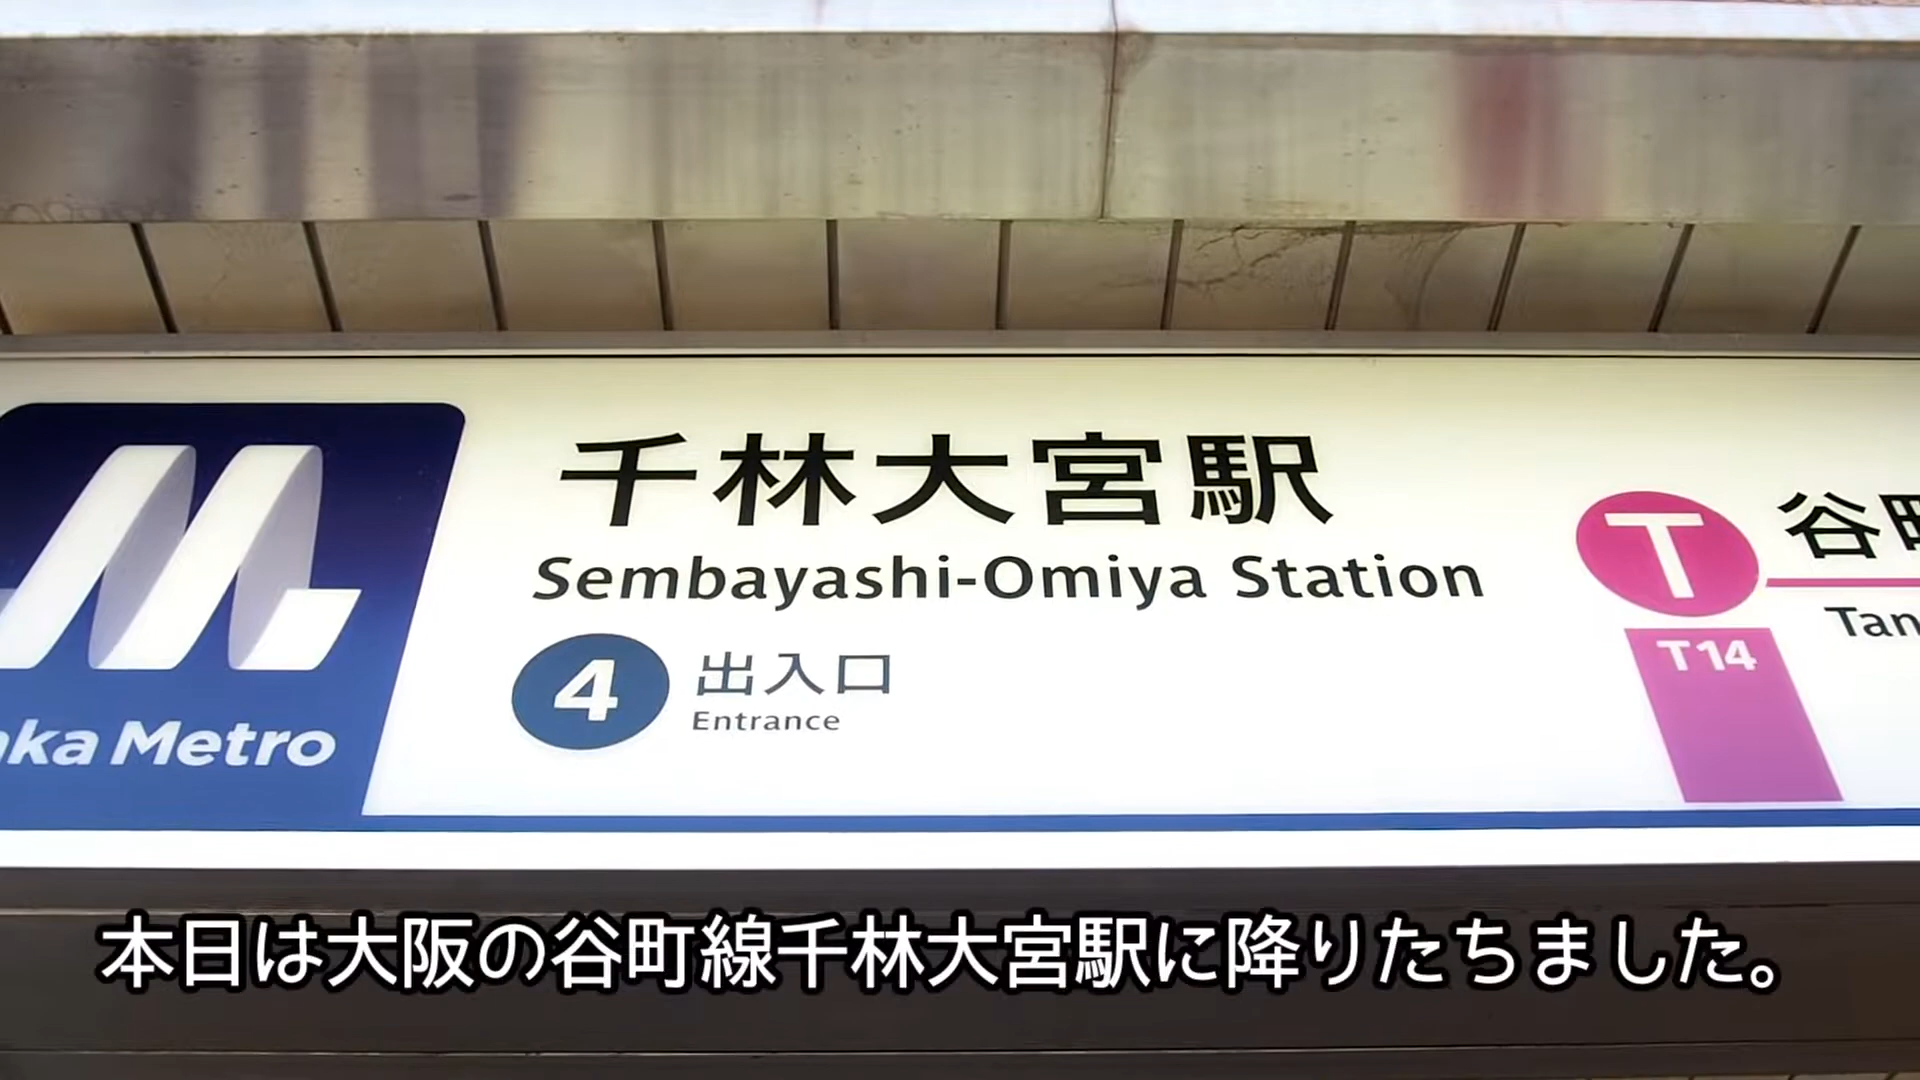 千林大宮駅
Sembayashi-Omiya Station
4 出入口
Entrance
T 谷町
Tan
T14
aka Metro
本日は大阪の谷町線千林大宮駅に降りたちました。